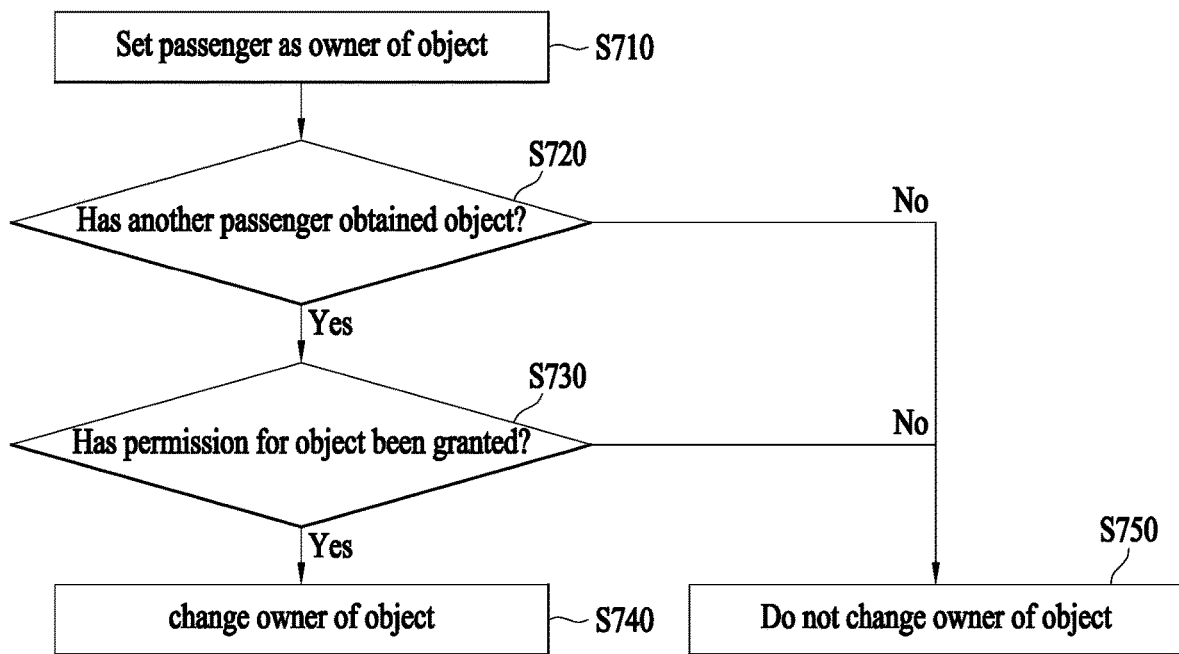 Set passenger as owner of object
S710
S720
Has another passenger obtained object?
No
Yes
S730
Has permission for object been granted?
No
Yes
S750
change owner of object
S740
Do not change owner of object